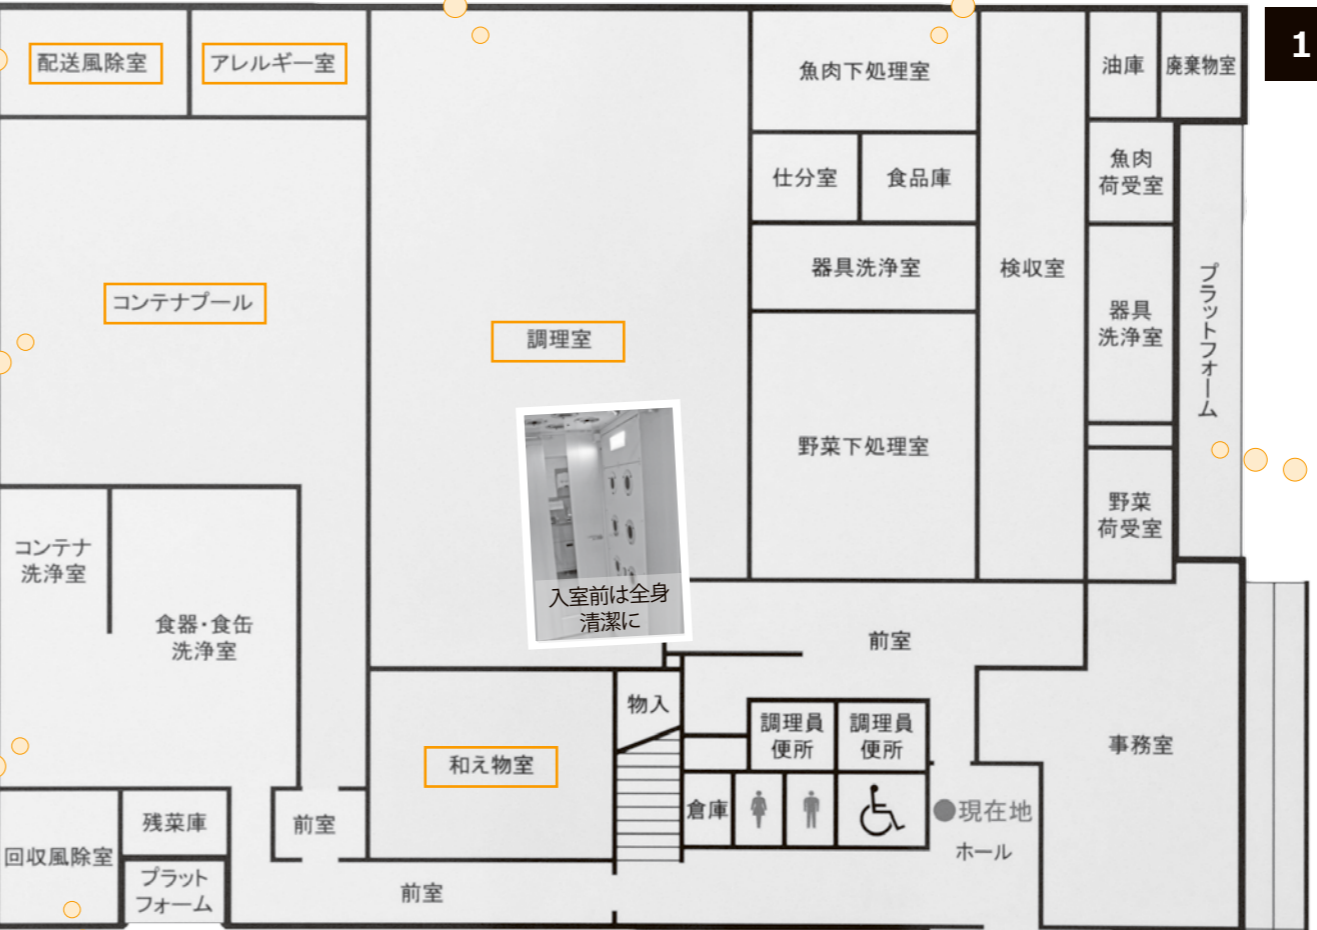 1
配送風除室
アレルギー室
魚肉下処理室
油庫
廃棄物室
仕分室
食品庫
魚肉
荷受室
器具洗浄室
検収室
コンテナプール
調理室
器具
洗浄室
プラットフォーム
野菜下処理室
野菜
荷受室
コンテナ
洗浄室
食器・食缶
洗浄室
入室前は全身
清潔に
前室
物入
調理員
便所
調理員
便所
事務室
和え物室
倉庫
●現在地
ホール
残菜庫
前室
回収風除室
プラット
フォーム
前室